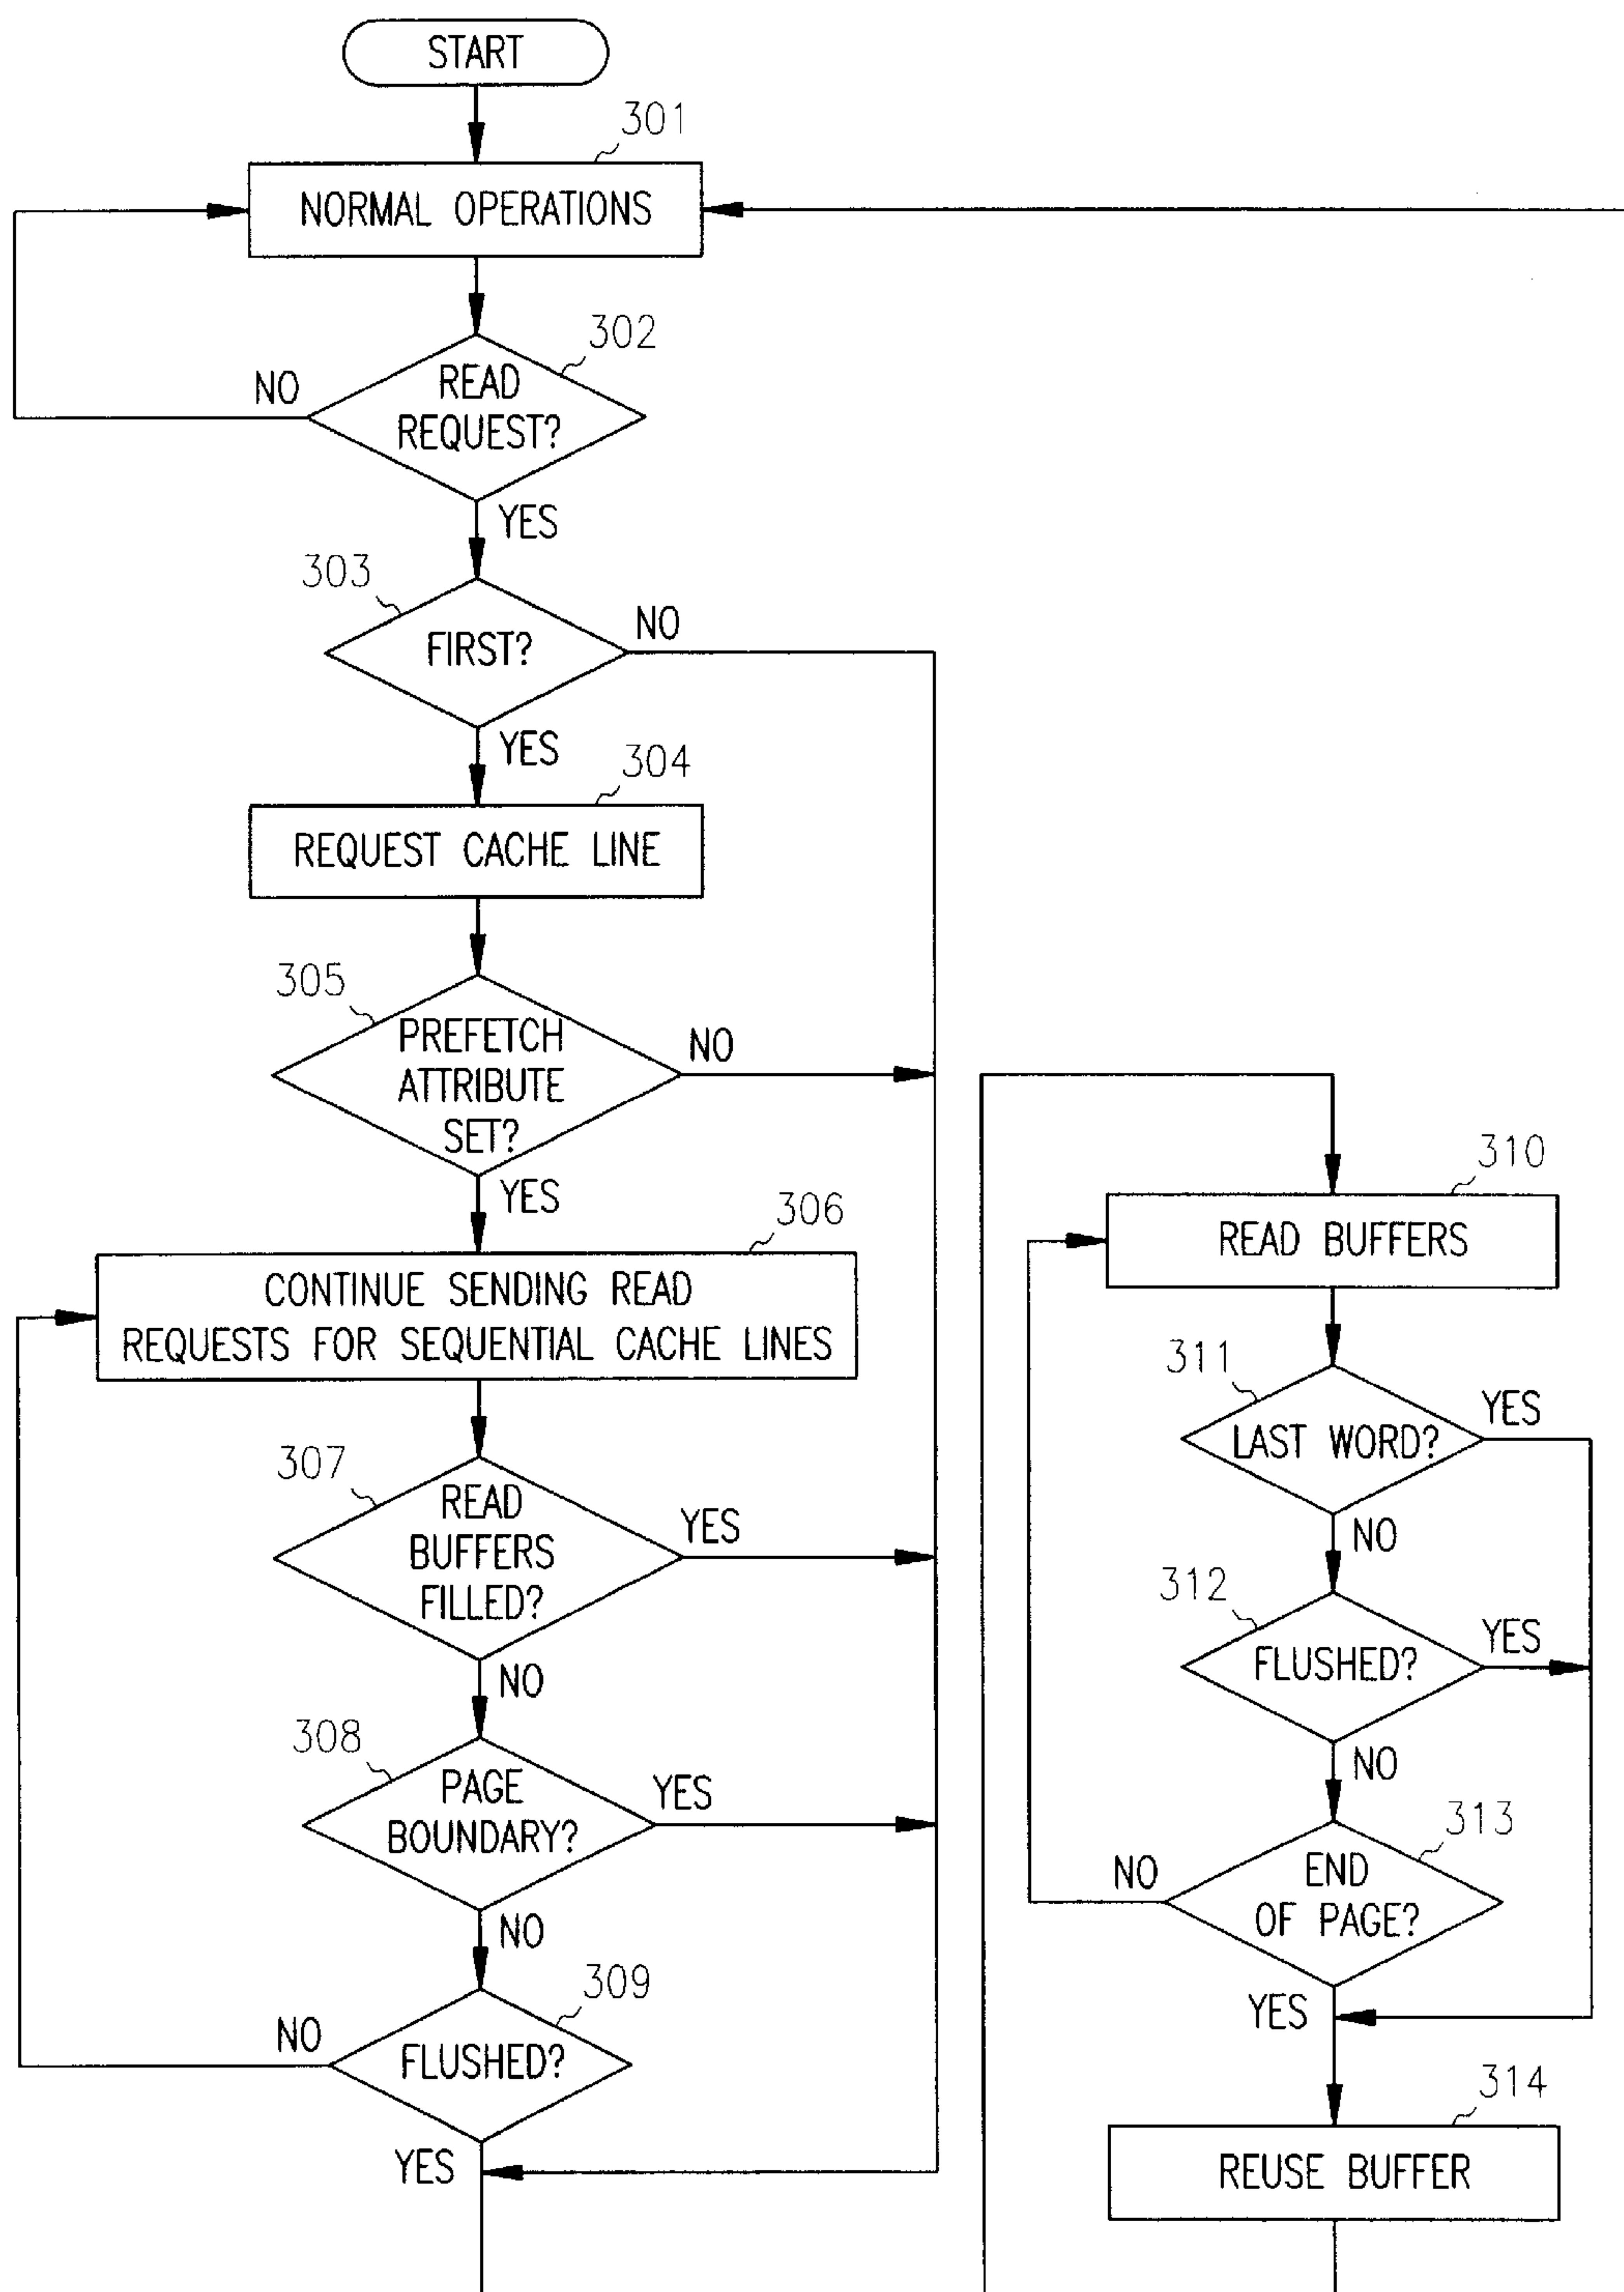 START
301
NORMAL OPERATIONS
302
READ
REQUEST?
NO
YES
303
FIRST?
NO
YES
304
REQUEST CACHE LINE
305
PREFETCH
ATTRIBUTE
SET?
NO
YES
306
CONTINUE SENDING READ
REQUESTS FOR SEQUENTIAL CACHE LINES
307
READ
BUFFERS
FILLED?
YES
NO
308
PAGE
BOUNDARY?
YES
NO
309
FLUSHED?
NO
YES
310
READ BUFFERS
311
LAST WORD?
YES
NO
312
FLUSHED?
YES
NO
313
END
OF PAGE?
NO
YES
314
REUSE BUFFER